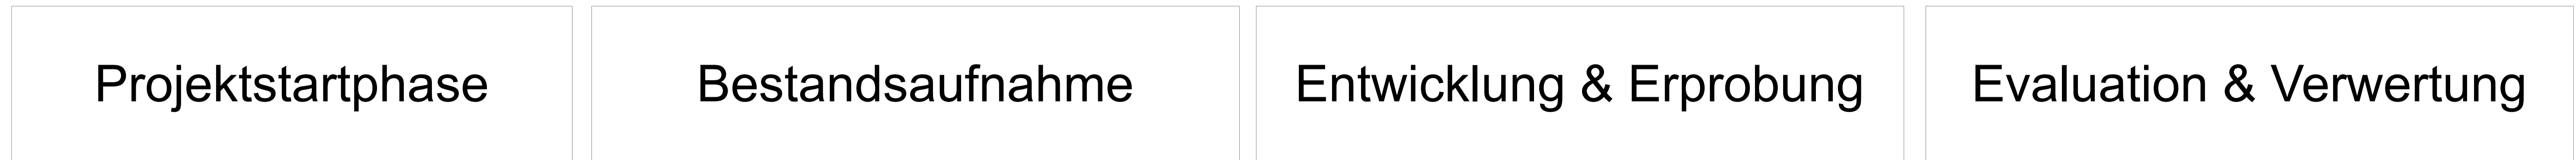 Projektstartphase
Bestandsaufnahme
Entwicklung & Erprobung
Evaluation & Verwertung